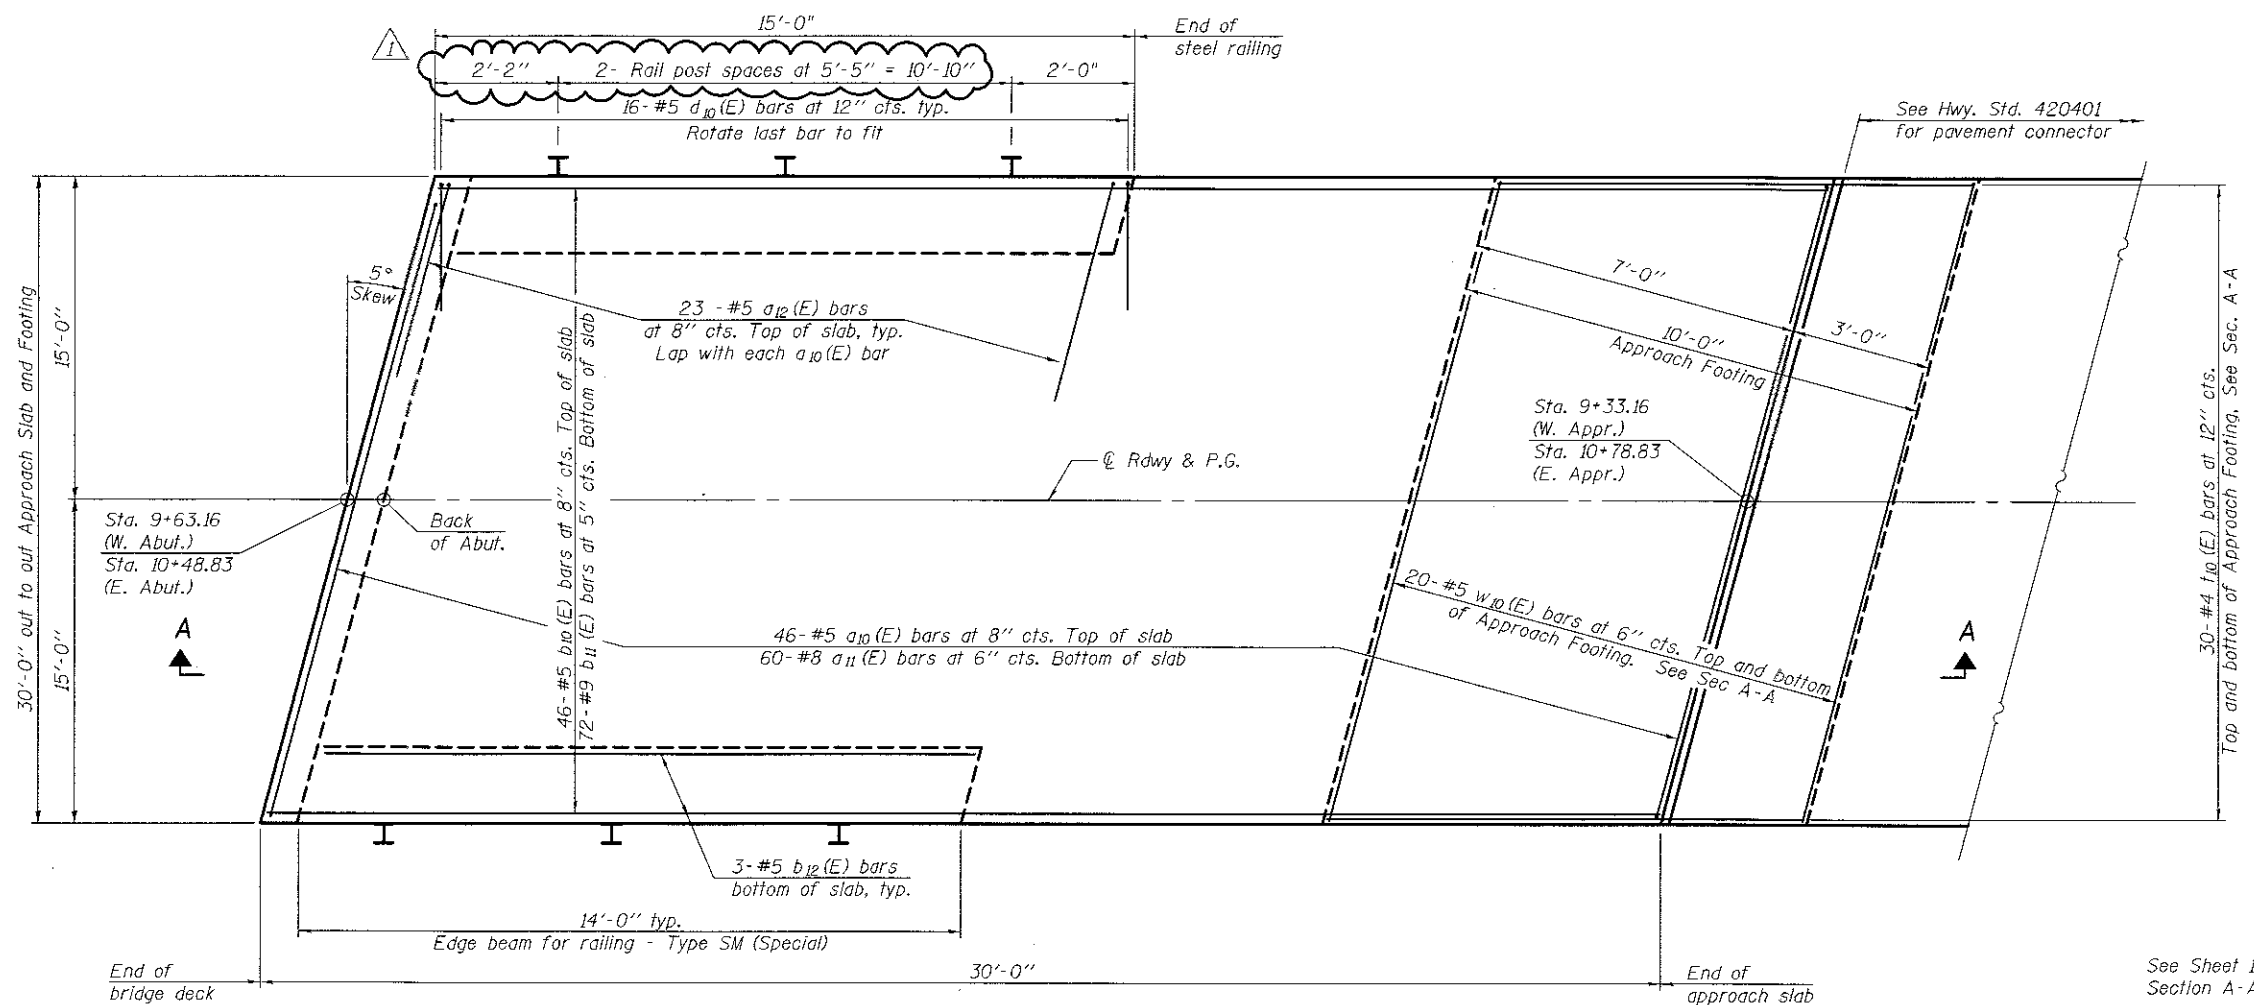 15'-0"
End of
steel railing
1
2'-2"
2- Rail post spaces at 5'-5" = 10'-10"
2'-0"
16-#5 d10(E) bars at 12" cts. typ.
Rotate last bar to fit
See Hwy. Std. 420401
for pavement connector
30'-0" out to out Approach Slab and Footing
15'-0"
15'-0"
5°
Skew
23 -#5 a12(E) bars
at 8" cts. Top of slab, typ.
Lap with each a10(E) bar
46-#5 b10(E) bars at 8" cts. Top of slab
72-#9 b11(E) bars at 5" cts. Bottom of slab
7'-0"
3'-0"
10'-0"
Approach Footing
Sta. 9+33.16
(W. Appr.)
Sta. 10+78.83
(E. Appr.)
℄ Rdwy & P.G.
Sta. 9+63.16
(W. Abut.)
Sta. 10+48.83
(E. Abut.)
Back
of Abut.
A
46-#5 a10(E) bars at 8" cts. Top of slab
60-#8 a11(E) bars at 6" cts. Bottom of slab
20-#5 w10(E) bars at 6" cts. Top and bottom
of Approach Footing. See Sec A-A
A
30-#4 t10(E) bars at 12" cts.
Top and bottom of Approach Footing, See Sec. A-A
3-#5 b12(E) bars
bottom of slab, typ.
14'-0" typ.
Edge beam for railing - Type SM (Special)
End of
bridge deck
30'-0"
End of
approach slab
See Sheet
Section A-A